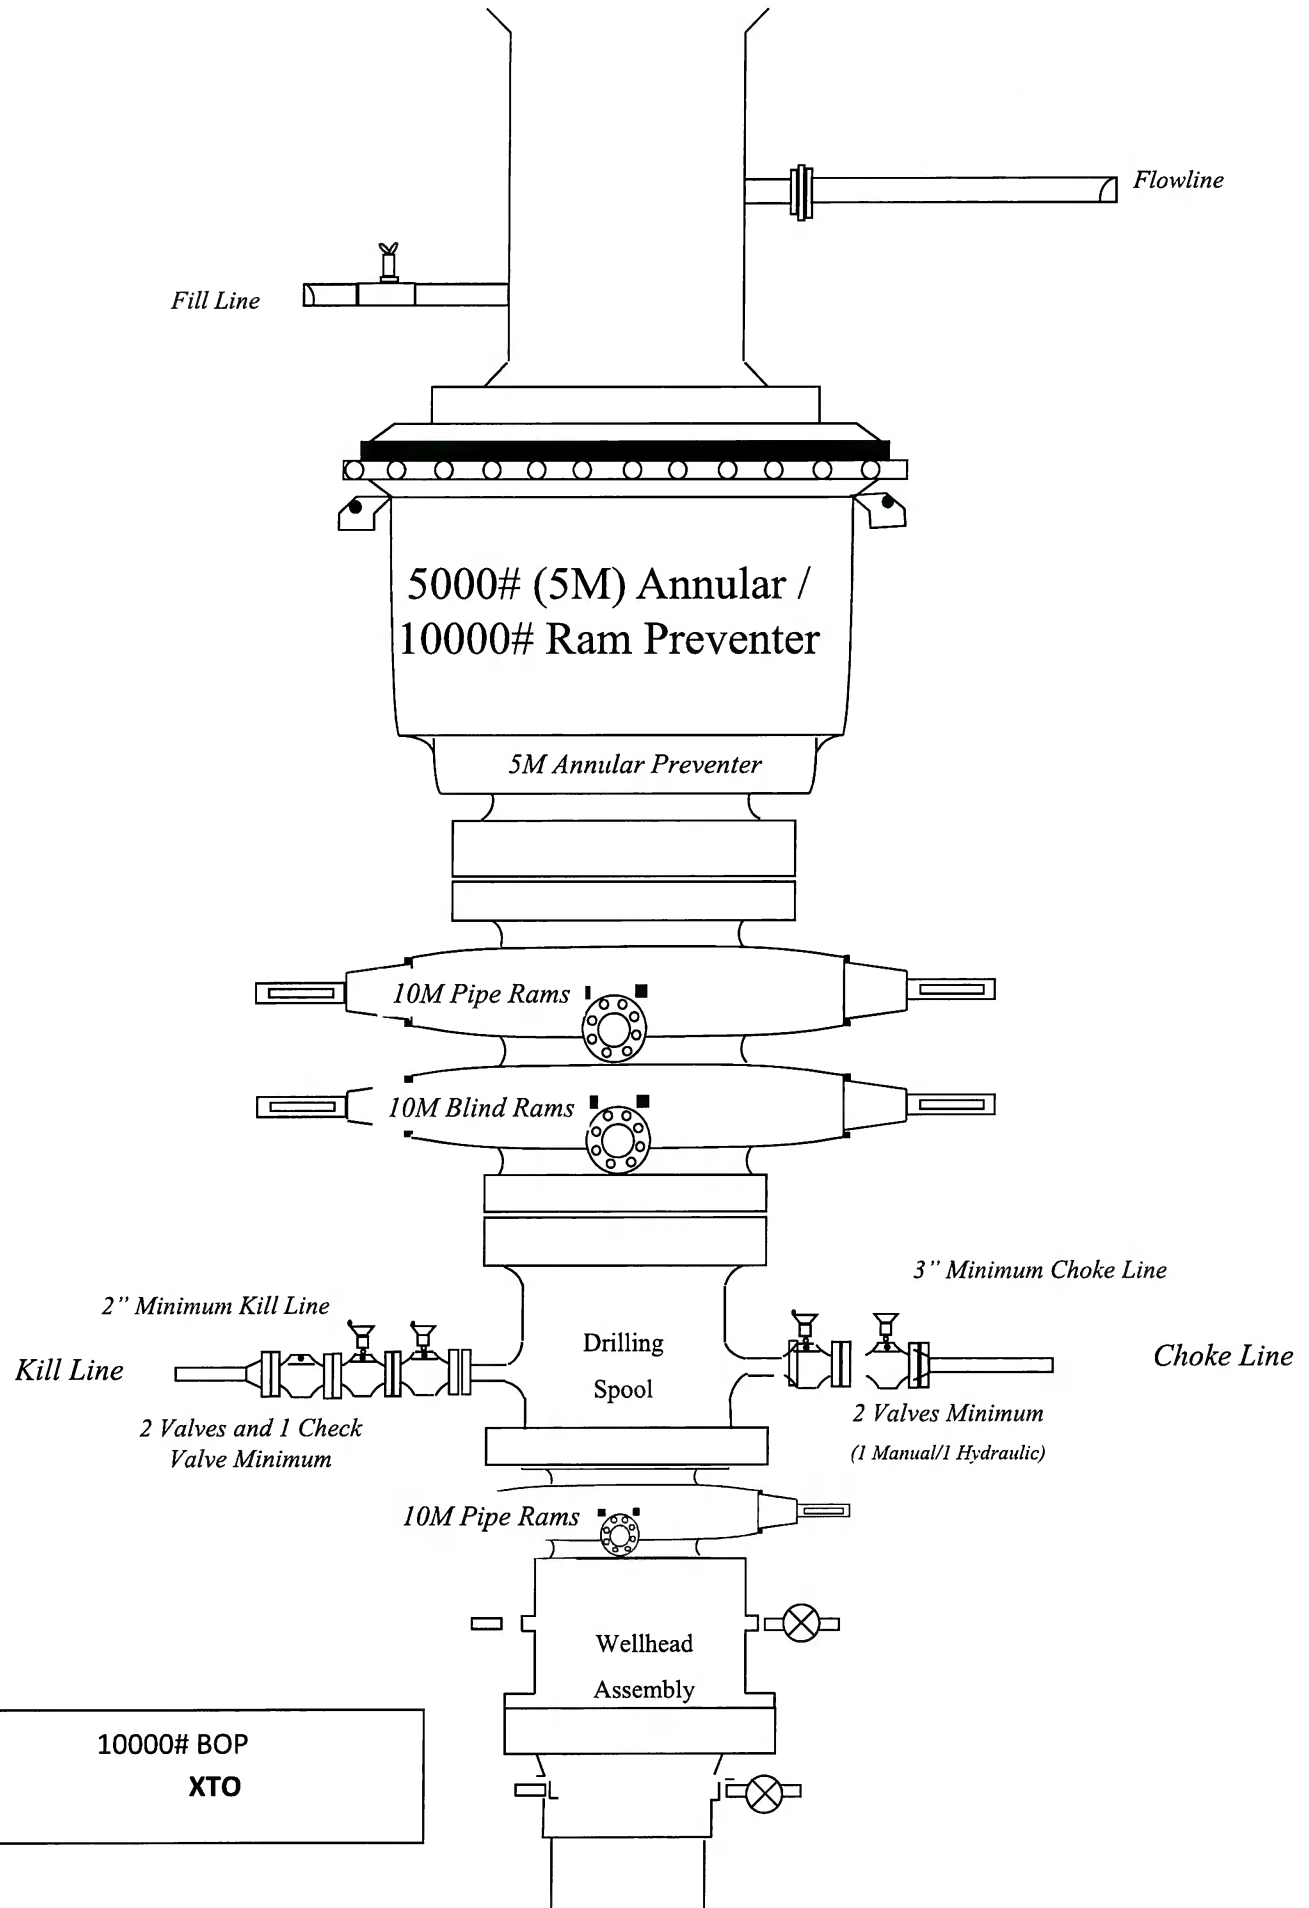 Flowline
Fill Line
5000# (5M) Annular /
10000# Ram Preventer
5M Annular Preventer
10M Pipe Rams
10M Blind Rams
3" Minimum Choke Line
2" Minimum Kill Line
Drilling
Spool
Kill Line
Choke Line
2 Valves and 1 Check
Valve Minimum
2 Valves Minimum
(1 Manual/1 Hydraulic)
10M Pipe Rams
Wellhead
Assembly
10000# BOP
XTO